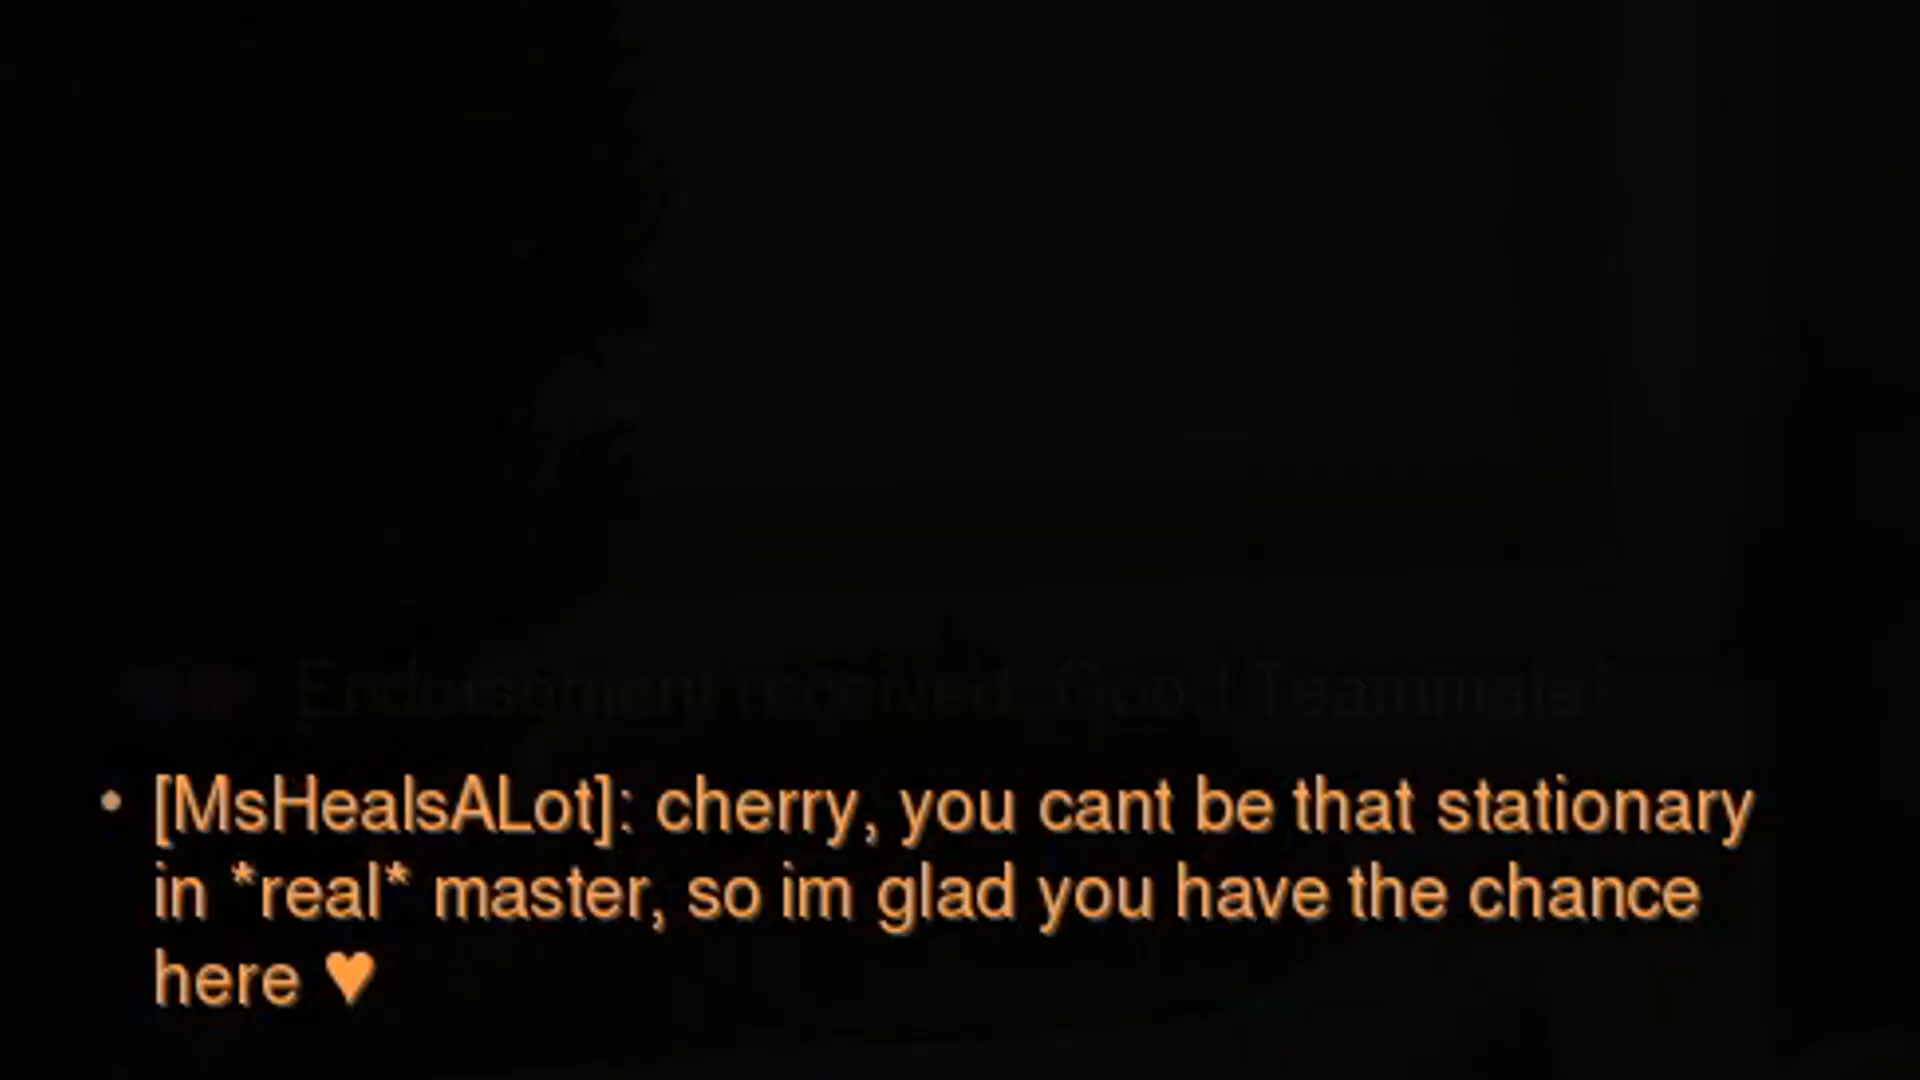 Endorsement received: Good Teammate!
• [MsHealsALot]: cherry, you cant be that stationary
in *real* master, so im glad you have the chance
here ♥